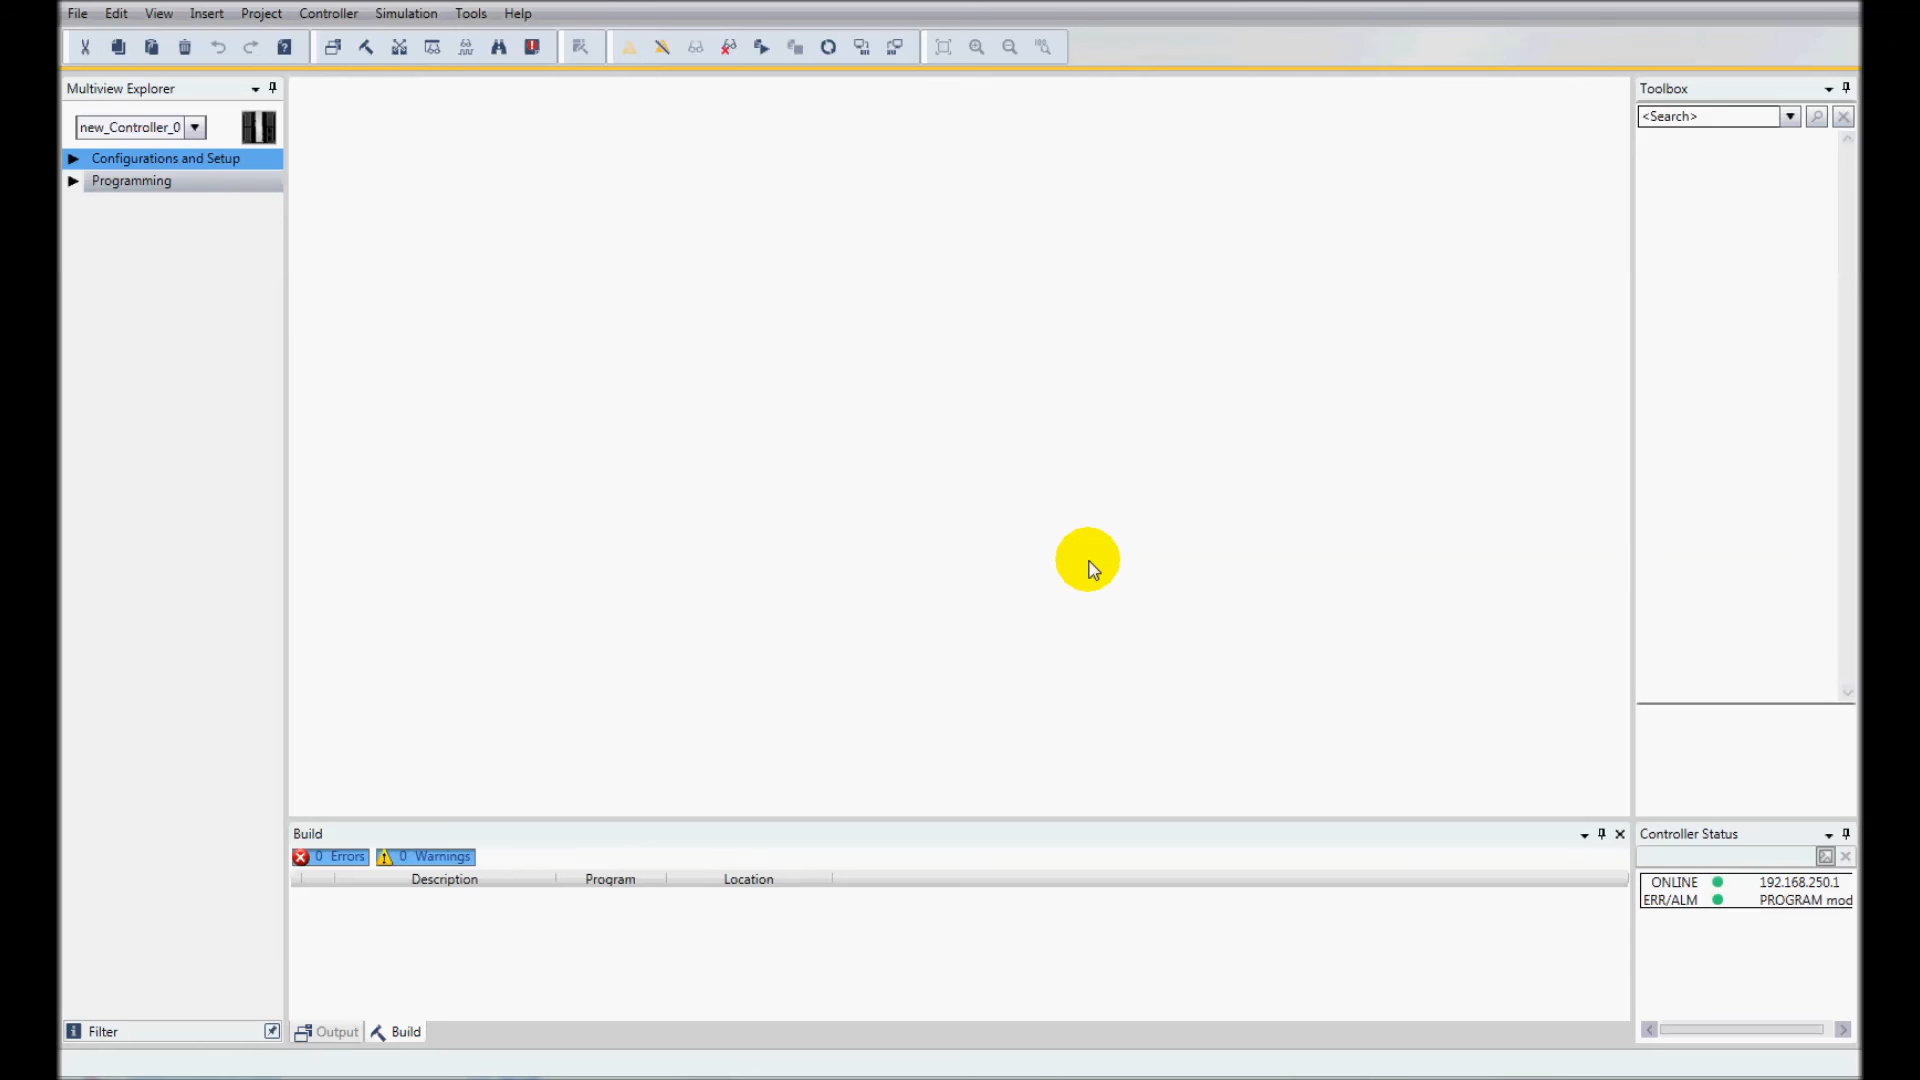 File Edit View Insert Project Controller Simulation Tools Help
Multiview Explorer
new_Controller_0
Configurations and Setup
Programming
Toolbox
<Search>
Build
0 Errors 0 Warnings
Description Program Location
Controller Status
ONLINE 192.168.250.1
ERR/ALM PROGRAM mod
Filter
Output Build